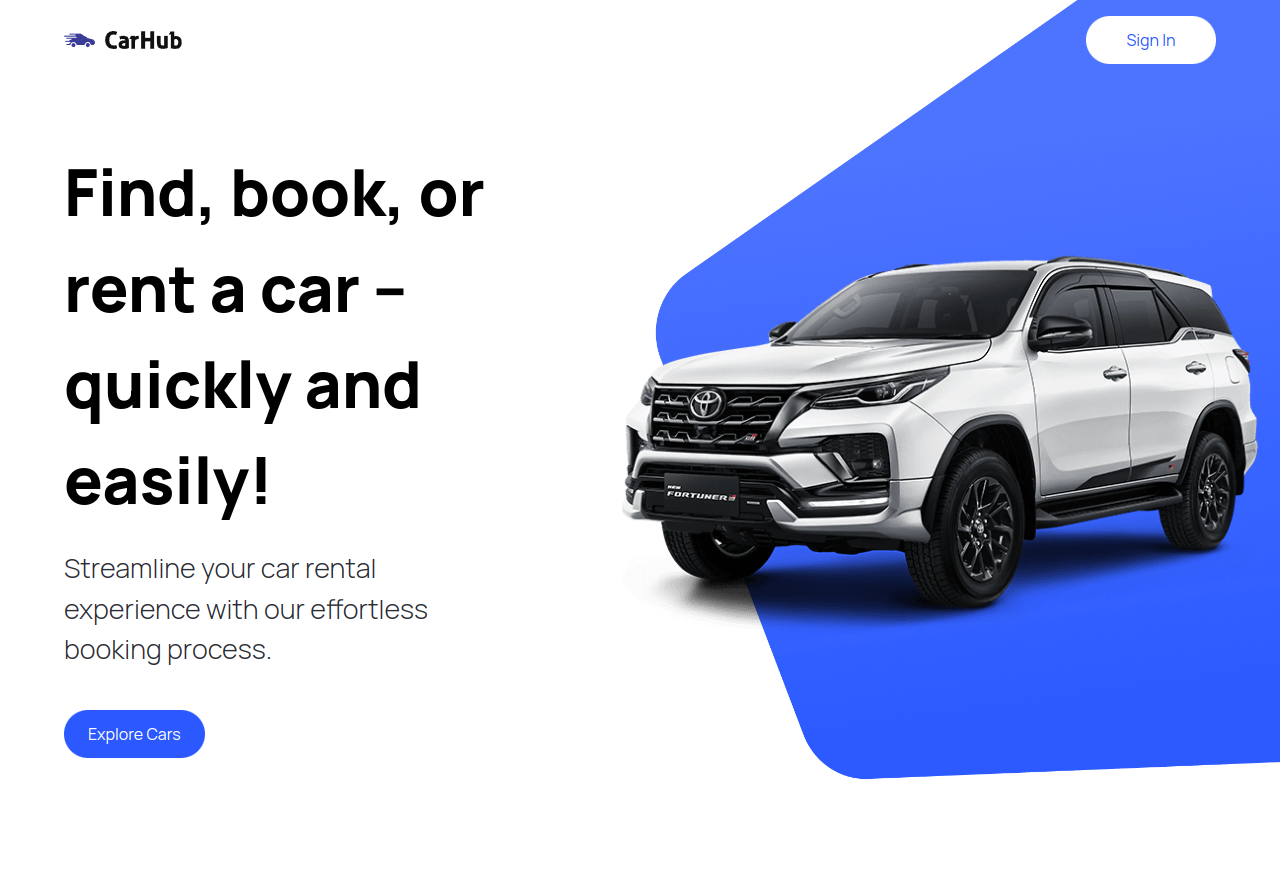 CarHub
Sign In
Find, book, or
rent a car –
quickly and
easily!
Streamline your car rental
experience with our effortless
booking process.
Explore Cars
NEW
FORTUNER